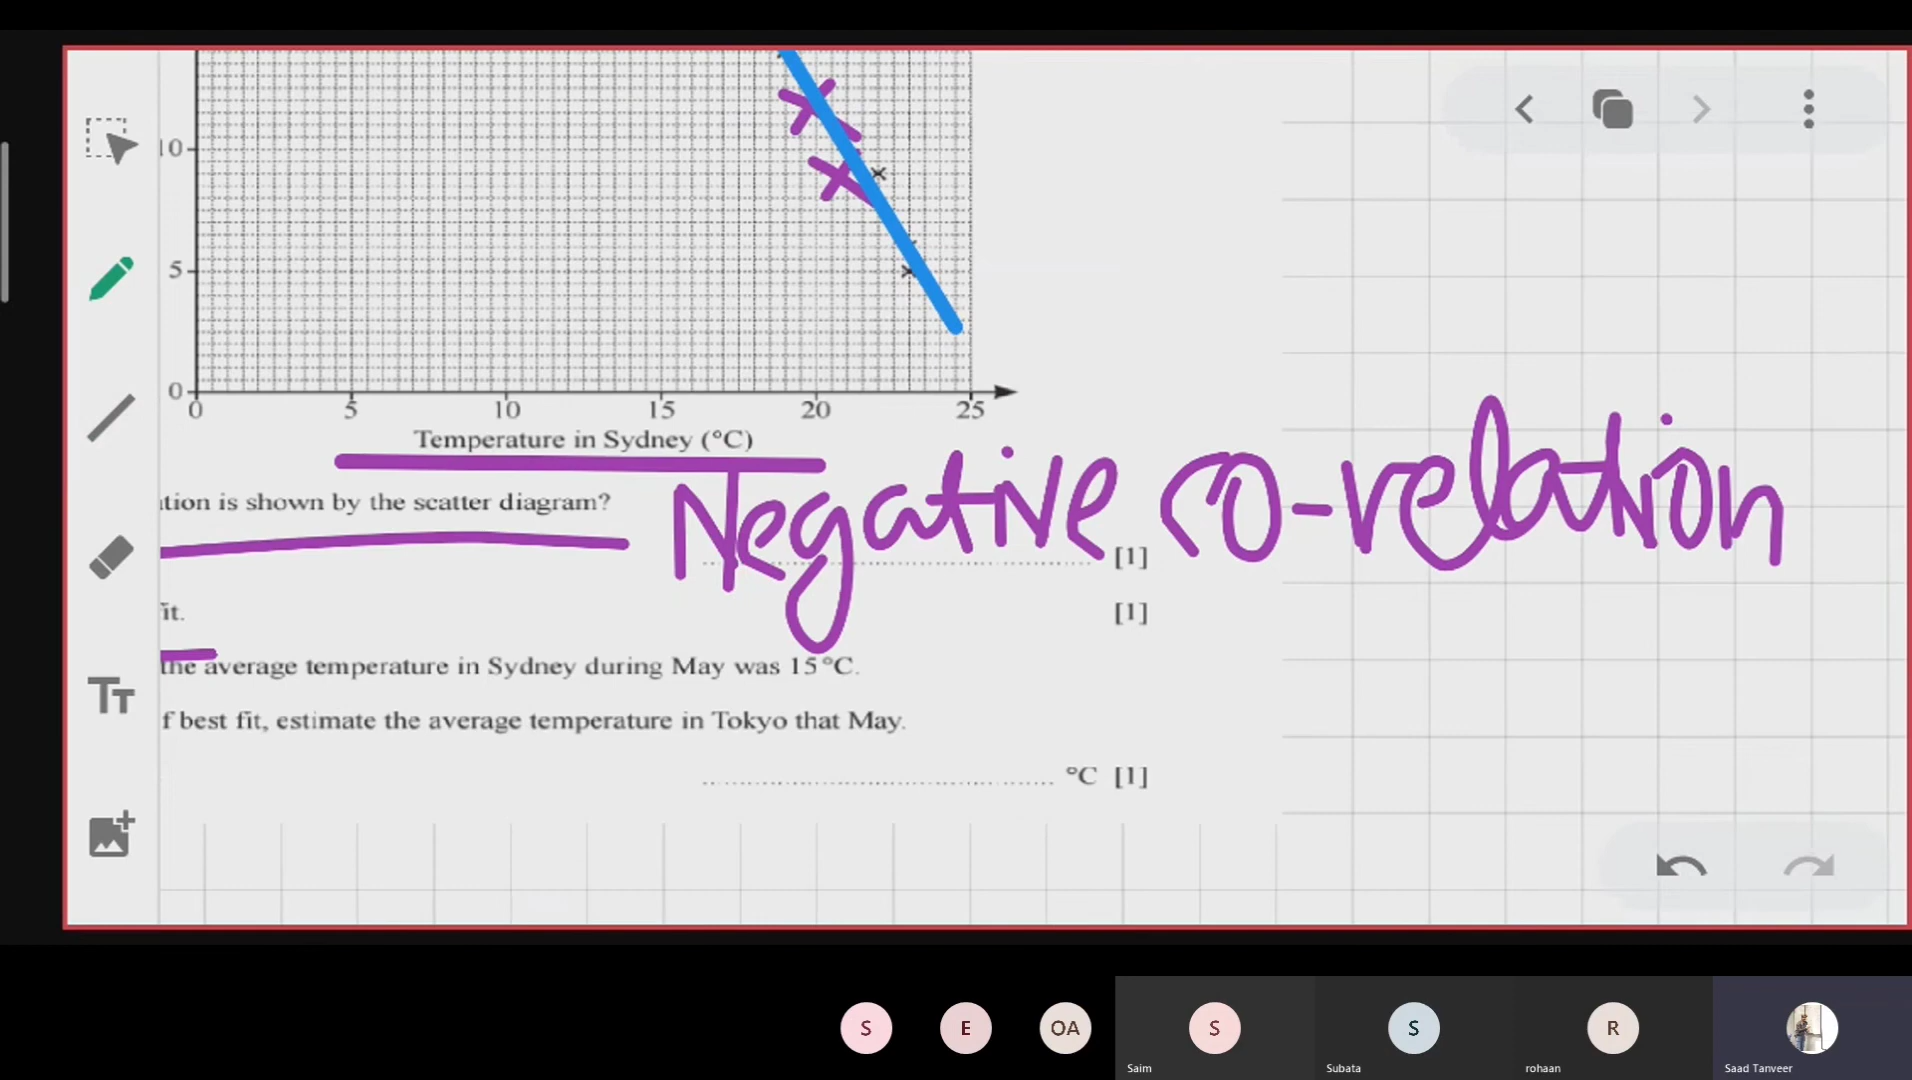 10
5
0
0 5 10 15 20 25
Temperature in Sydney (°C)
tion is shown by the scatter diagram?
Negative co-relation
[1]
fit.
[1]
the average temperature in Sydney during May was 15°C.
f best fit, estimate the average temperature in Tokyo that May.
°C [1]
TT
S E OA S S R
Saim Subata rohaan Saad Tanveer